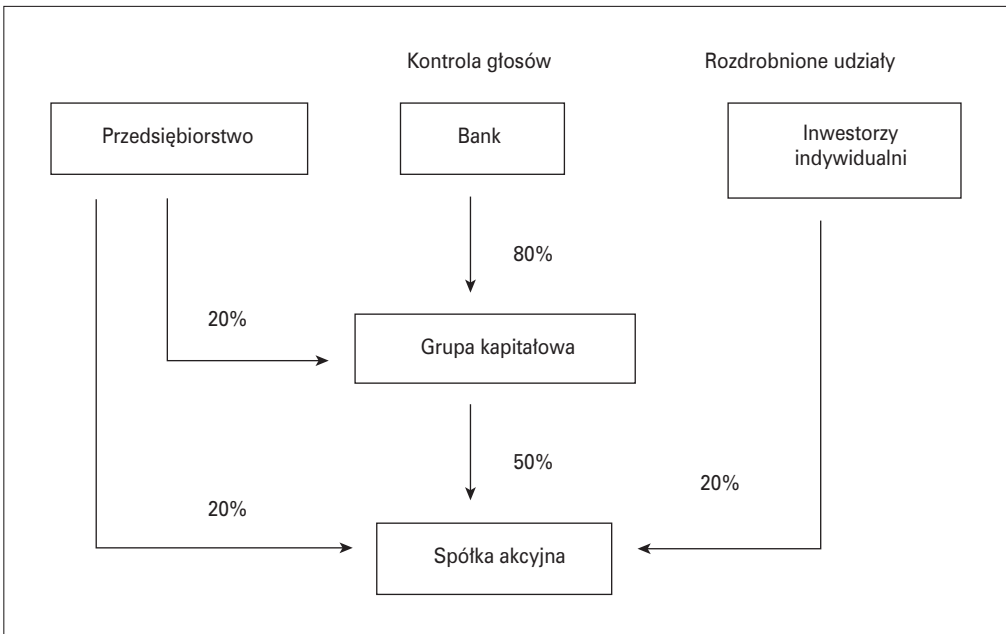 Kontrola głosów
Rozdrobnione udziały
Przedsiębiorstwo
Bank
Inwestorzy
indywidualni
80%
20%
Grupa kapitałowa
50%
20%
20%
Spółka akcyjna